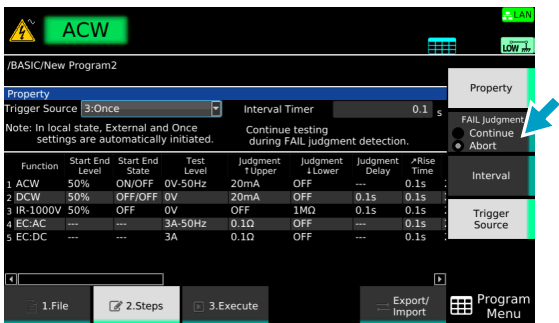 LAN
ACW
LOW
/BASIC/New Program2
Property
Trigger Source 3:Once Interval Timer 0.1 s
Note: In local state, External and Once
settings are automatically initiated.
Continue testing
during FAIL judgment detection.
Function Start End Level Start End State Test Level Judgment ↑Upper Judgment ↓Lower Judgment Delay ↗Rise Time
1 ACW 50% ON/OFF 0V-50Hz 20mA OFF --- 0.1s
2 DCW 50% OFF/OFF 0V 20mA OFF 0.1s 0.1s
3 IR-1000V 50% OFF 0V OFF 1MΩ 0.1s 0.1s
4 EC:AC --- --- 3A-50Hz 0.1Ω OFF --- 0.1s
5 EC:DC --- --- 3A 0.1Ω OFF --- 0.1s
Property
FAIL Judgment
Continue
Abort
Interval
Trigger
Source
1.File
2.Steps
3.Execute
Export/
Import
Program
Menu